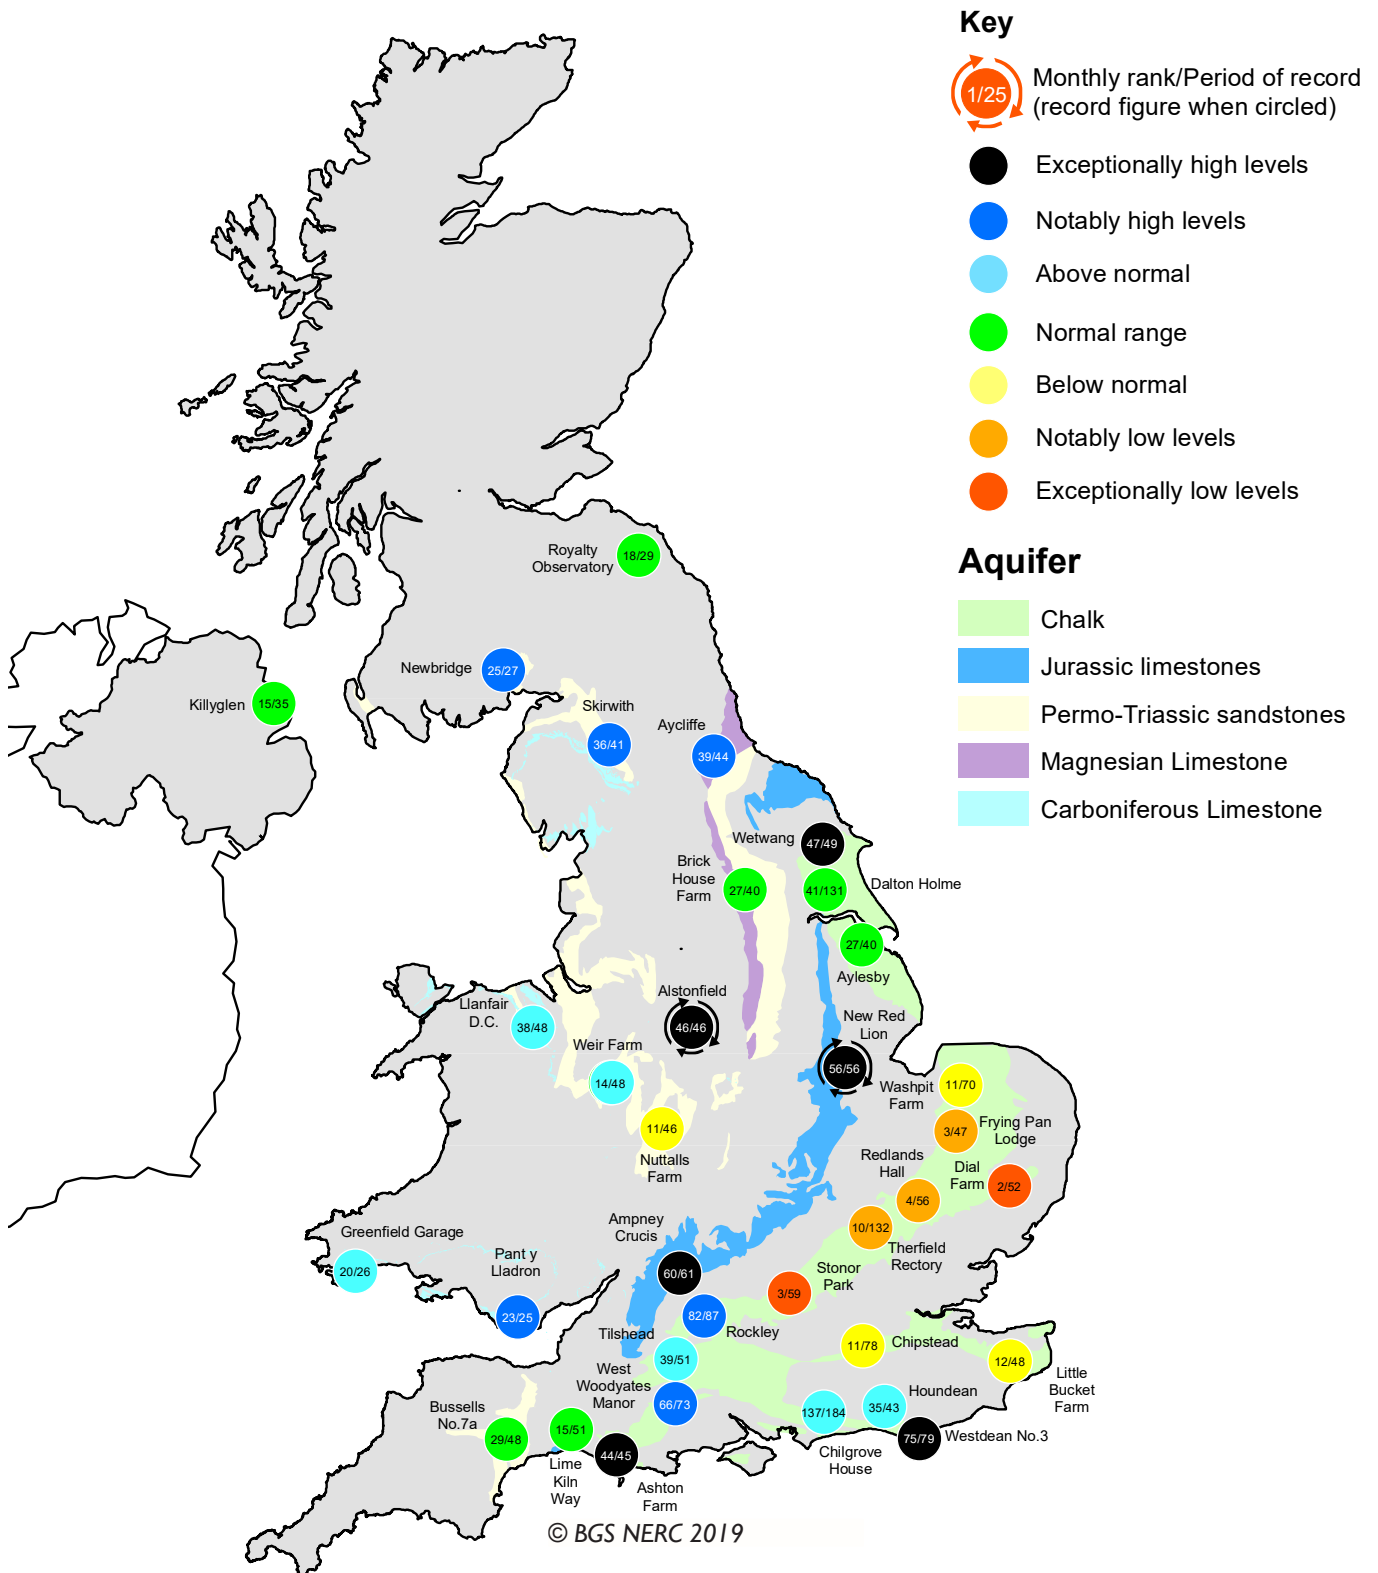 Key
1/25
Monthly rank/Period of record
(record figure when circled)
Exceptionally high levels
Notably high levels
Above normal
Normal range
Below normal
Notably low levels
Exceptionally low levels
Aquifer
Chalk
Jurassic limestones
Permo-Triassic sandstones
Magnesian Limestone
Carboniferous Limestone
Royalty
Observatory
18/29
Newbridge
25/27
Killyglen
15/35
Skirwith
36/41
Aycliffe
39/44
Wetwang
47/49
Brick
House
Farm
27/40
41/131
Dalton Holme
27/40
Aylesby
Alstonfield
46/46
Llanfair
D.C.
38/48
New Red
Lion
56/56
Weir Farm
14/48
Washpit
Farm
11/70
11/46
Nuttalls
Farm
3/47
Frying Pan
Lodge
Redlands
Hall
4/56
Dial
Farm
2/52
10/132
Therfield
Rectory
Ampney
Crucis
60/61
Greenfield Garage
20/26
Pant y
Lladron
23/25
Stonor
Park
3/59
82/87
Rockley
Tilshead
39/51
11/78
Chipstead
12/48
Little
Bucket
Farm
West
Woodyates
Manor
66/73
Houndean
35/43
137/184
Chilgrove
House
75/79
Westdean No.3
Bussells
No.7a
29/48
15/51
Lime
Kiln
Way
44/45
Ashton
Farm
© BGS NERC 2019